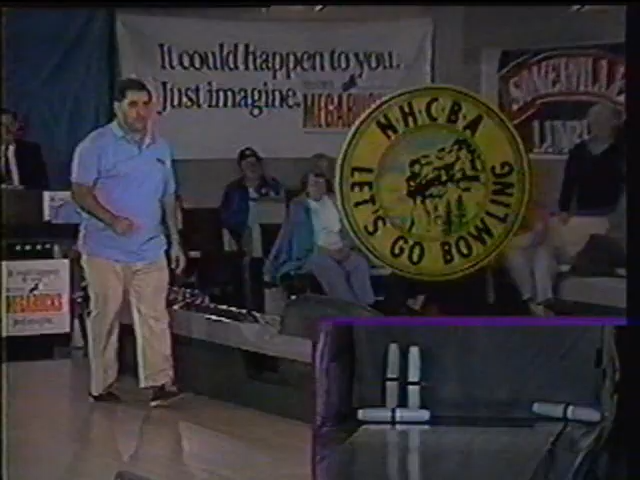 It could happen to you.
Just imagine.
MEGABUCKS
SOMERVILLE
N·H·C·B·A
LET'S GO BOWLING
MEGABUCKS